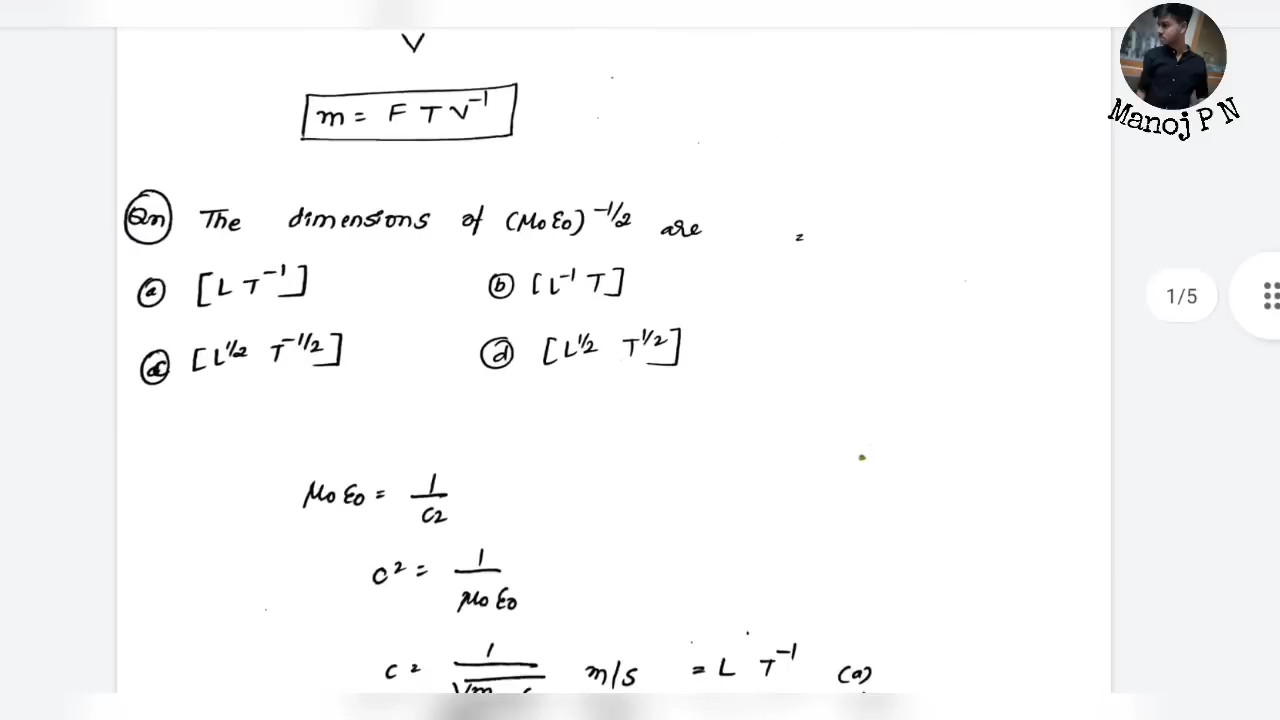 V
m = F T V⁻¹
Manoj P N
Qn The dimensions of (μ₀ε₀)^-1/2 are =
1/5
(a) [L T⁻¹] (b) [L⁻¹ T]
(c) [L^1/2 T^-1/2] (d) [L^1/2 T^1/2]
μ₀ε₀ = 1/c2
c² = 1/μ₀ε₀
c = 1/√ m/s = L T⁻¹ (a)